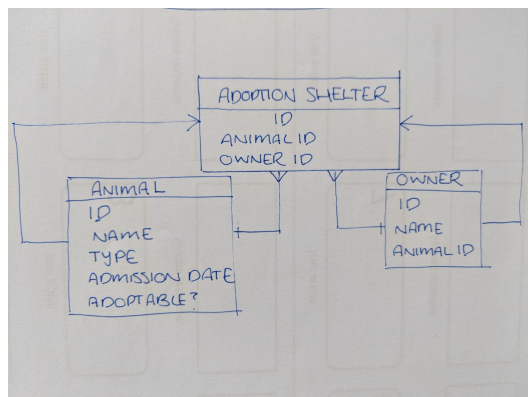 ADOPTION SHELTER
ID
ANIMAL ID
OWNER ID
ANIMAL
ID
NAME
TYPE
ADMISSION DATE
ADOPTABLE?
OWNER
ID
NAME
ANIMAL ID